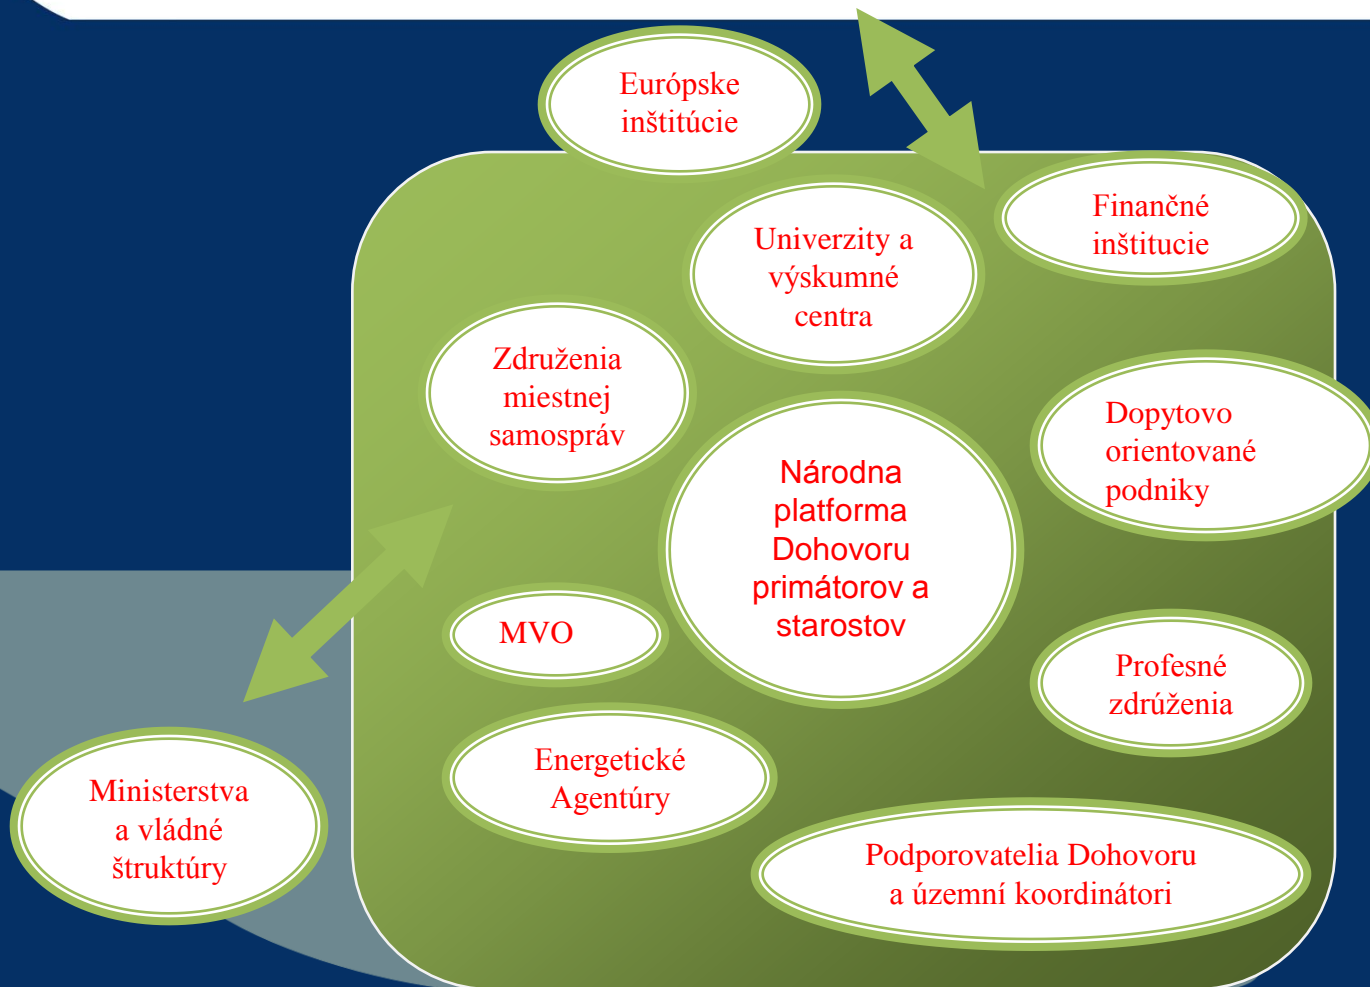 Európske
inštitúcie
Finančné
inštitucie
Univerzity a
výskumné
centra
Združenia
miestnej
samospráv
Dopytovo
orientované
podniky
Národna
platforma
Dohovoru
primátorov a
starostov
MVO
Profesné
zdrúženia
Energetické
Agentúry
Ministerstva
a vládné
štruktúry
Podporovatelia Dohovoru
a územní koordinátori